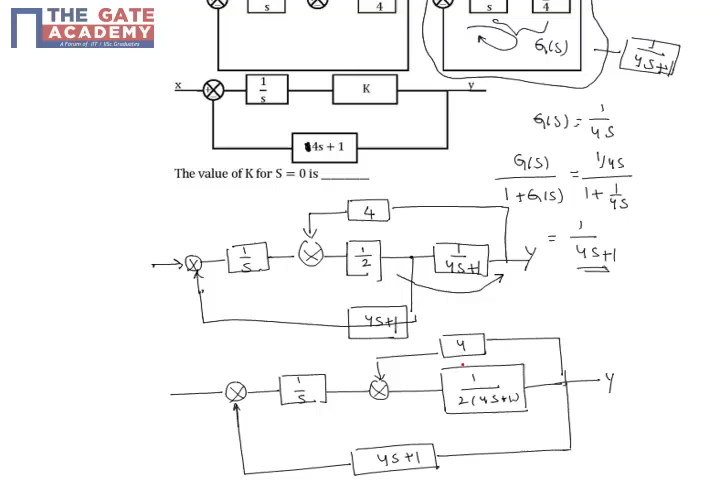 THE GATE
ACADEMY
A Forum of IIT / IISc Graduates
s 4
s 4
G(s)
1
4s+1
x 1 K y
s
4s + 1
The value of K for S = 0 is ________
G(s) = 1
4s
G(s) = 1/4s
1 + G(s) 1 + 1
4s
= 1
4s+1
4
1 1 1 y
s 2 4s+1
4s+1
4
1 1 y
s 2(4s+1)
4s+1